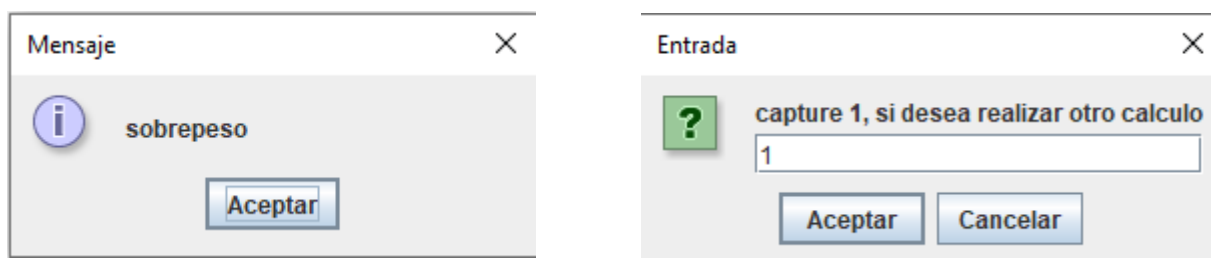 Mensaje
sobrepeso
Aceptar
Entrada
capture 1, si desea realizar otro calculo
1
Aceptar
Cancelar